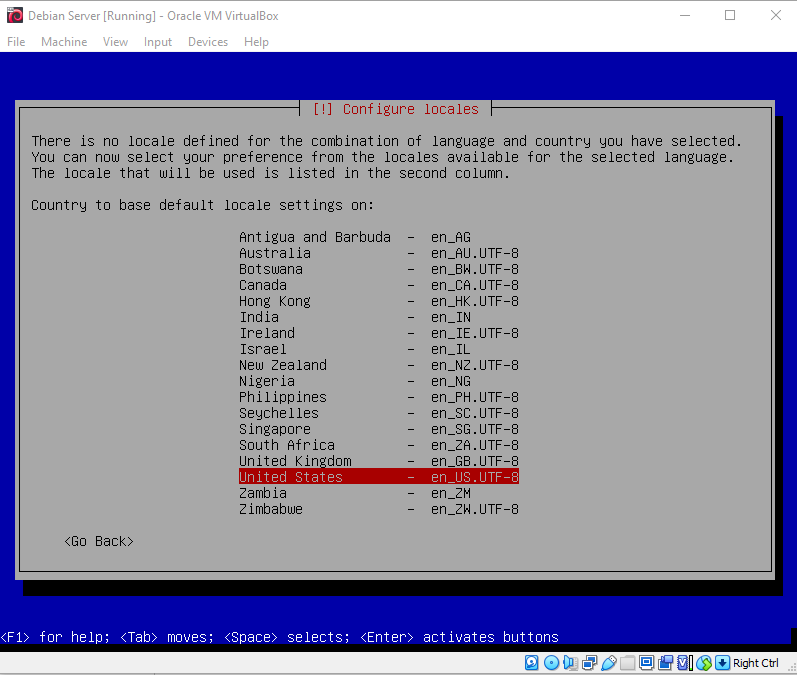 Debian Server [Running] - Oracle VM VirtualBox
File Machine View Input Devices Help
[!] Configure locales
There is no locale defined for the combination of language and country you have selected.
You can now select your preference from the locales available for the selected language.
The locale that will be used is listed in the second column.
Country to base default locale settings on:
Antigua and Barbuda - en_AG
Australia - en_AU.UTF-8
Botswana - en_BW.UTF-8
Canada - en_CA.UTF-8
Hong Kong - en_HK.UTF-8
India - en_IN
Ireland - en_IE.UTF-8
Israel - en_IL
New Zealand - en_NZ.UTF-8
Nigeria - en_NG
Philippines - en_PH.UTF-8
Seychelles - en_SC.UTF-8
Singapore - en_SG.UTF-8
South Africa - en_ZA.UTF-8
United Kingdom - en_GB.UTF-8
United States - en_US.UTF-8
Zambia - en_ZM
Zimbabwe - en_ZW.UTF-8
<Go Back>
<F1> for help; <Tab> moves; <Space> selects; <Enter> activates buttons
Right Ctrl